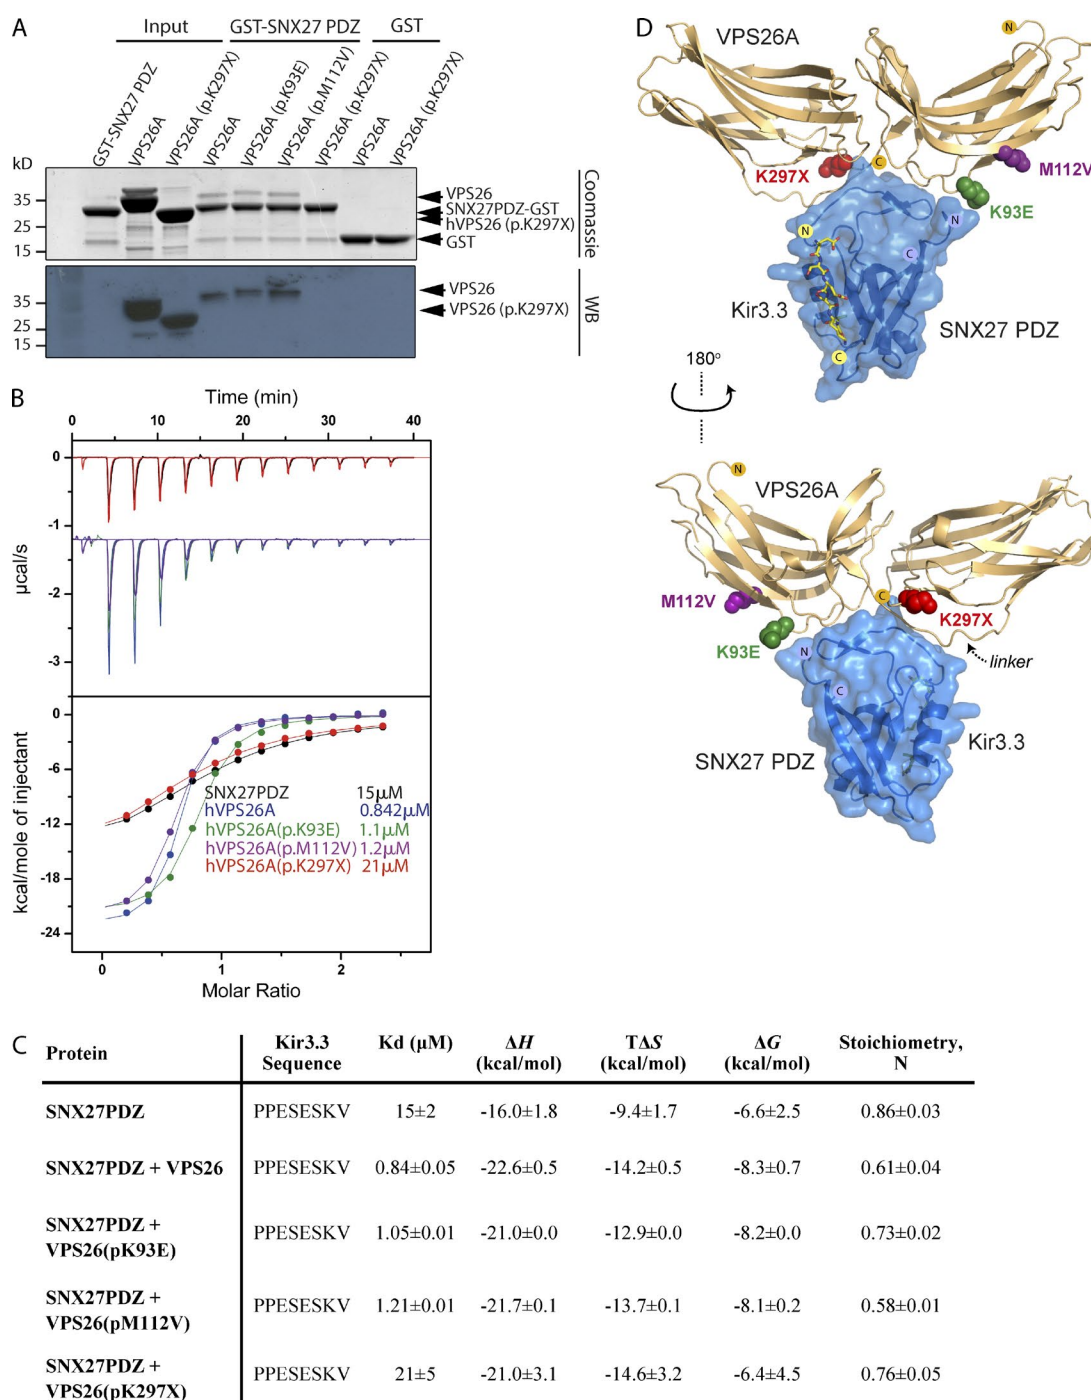 A
Input
GST-SNX27 PDZ
GST
GST-SNX27 PDZ
VPS26A
VPS26A (p.K297X)
VPS26A
VPS26A (p.K93E)
VPS26A (p.M112V)
VPS26A (p.K297X)
VPS26A
VPS26A (p.K297X)
kD
35
25
15
VPS26
SNX27PDZ-GST
hVPS26 (p.K297X)
GST
Coomassie
35
25
15
VPS26
VPS26 (p.K297X)
WB
B
Time (min)
0 10 20 30 40
0
-1
-2
-3
µcal/s
0
-6
-12
-18
-24
kcal/mole of injectant
SNX27PDZ 15µM
hVPS26A 0.842µM
hVPS26A(p.K93E) 1.1µM
hVPS26A(p.M112V) 1.2µM
hVPS26A(p.K297X) 21µM
0 1 2
Molar Ratio
D
VPS26A
N
K297X
C
M112V
K93E
N
N
C
Kir3.3
C
SNX27 PDZ
180°
N
VPS26A
M112V
C
K297X
K93E
N
linker
C
Kir3.3
SNX27 PDZ
C
Protein Kir3.3 Sequence Kd (µM) ΔH (kcal/mol) TΔS (kcal/mol) ΔG (kcal/mol) Stoichiometry, N
SNX27PDZ PPESESKV 15±2 -16.0±1.8 -9.4±1.7 -6.6±2.5 0.86±0.03
SNX27PDZ + VPS26 PPESESKV 0.84±0.05 -22.6±0.5 -14.2±0.5 -8.3±0.7 0.61±0.04
SNX27PDZ + VPS26(pK93E) PPESESKV 1.05±0.01 -21.0±0.0 -12.9±0.0 -8.2±0.0 0.73±0.02
SNX27PDZ + VPS26(pM112V) PPESESKV 1.21±0.01 -21.7±0.1 -13.7±0.1 -8.1±0.2 0.58±0.01
SNX27PDZ + VPS26(pK297X) PPESESKV 21±5 -21.0±3.1 -14.6±3.2 -6.4±4.5 0.76±0.05